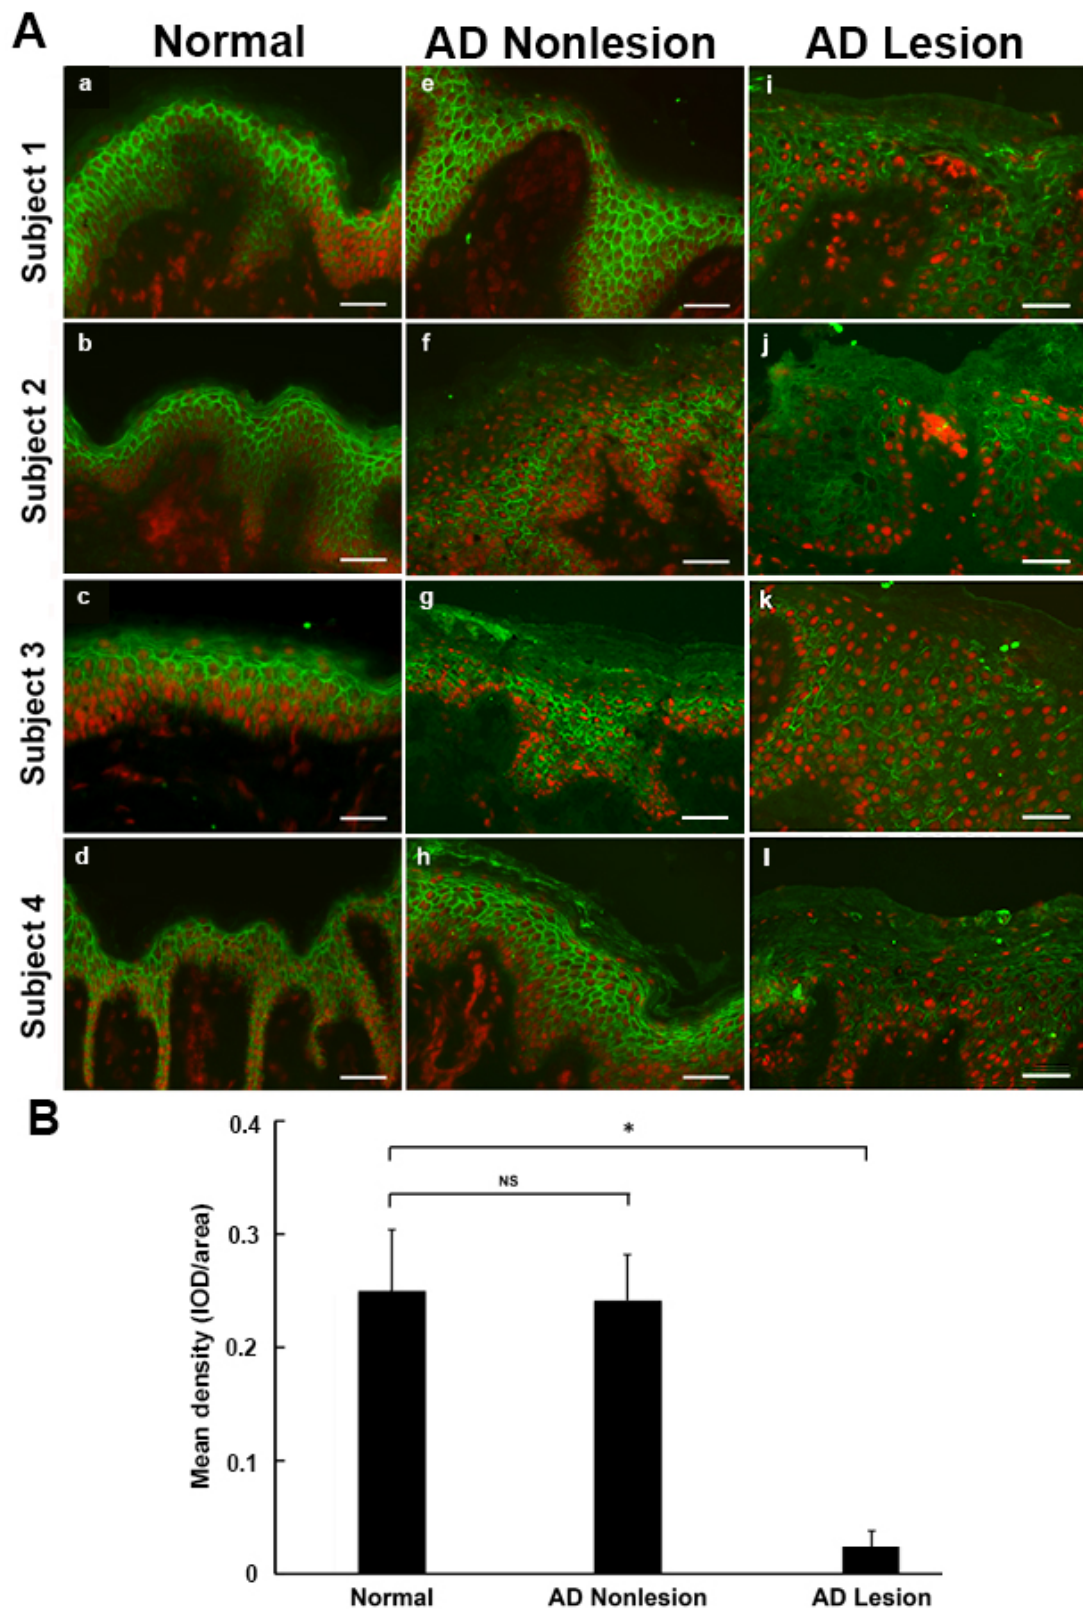 A
Normal AD Nonlesion AD Lesion
Subject 1
a e i
Subject 2
b f j
Subject 3
c g k
Subject 4
d h l
B
Mean density (IOD/area)
0.4
0.3
0.2
0.1
0
*
NS
Normal AD Nonlesion AD Lesion